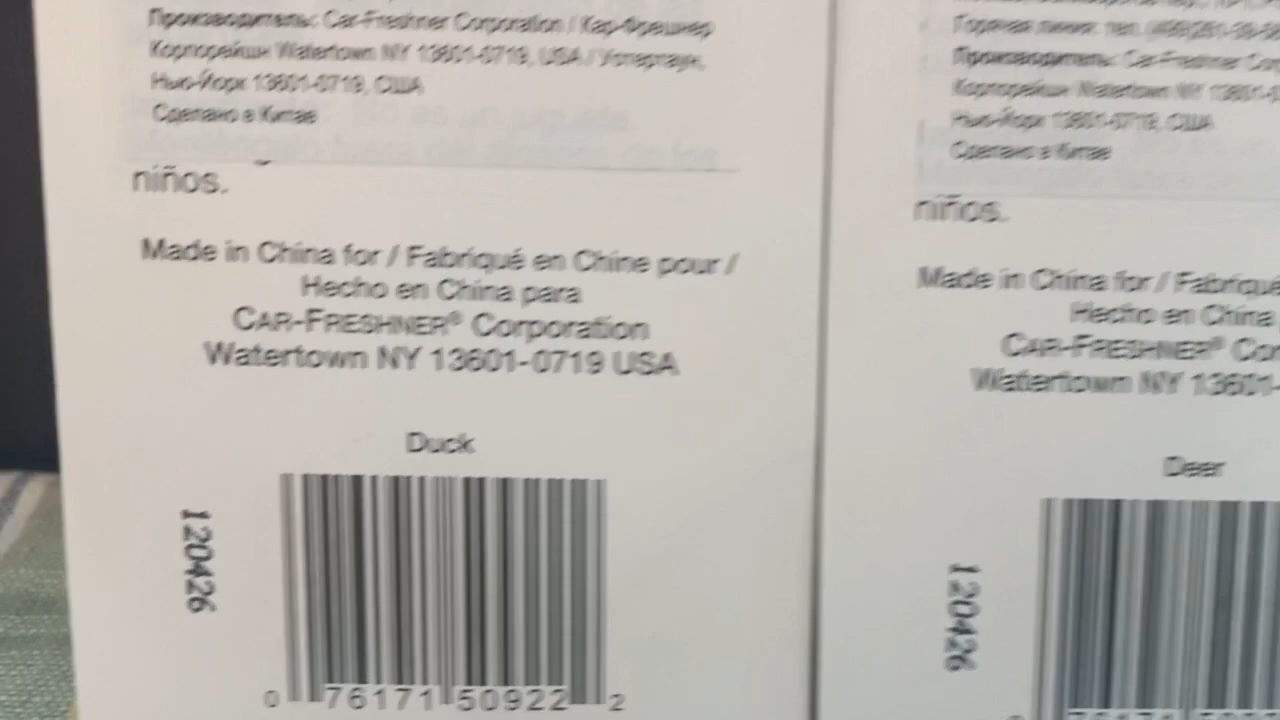 Производитель: Car-Freshner Corporation / Кар-Фрешнер
Корпорейшн Watertown NY 13601-0719, USA / Уотертаун,
Нью-Йорк 13601-0719, США
Сделано в Китае
niños.
Made in China for / Fabriqué en Chine pour /
Hecho en China para
CAR-FRESHNER® Corporation
Watertown NY 13601-0719 USA
Duck
120426
0 76171 50922 2
Горячая линия: тел.
Производитель: Car-Freshner
Корпорейшн Watertown NY
Нью-Йорк 13601-0719, США
Сделано в Китае
niños.
Made in China for / Fabriqué
Hecho en China
CAR-FRESHNER®
Watertown NY 13601-
Deer
120426